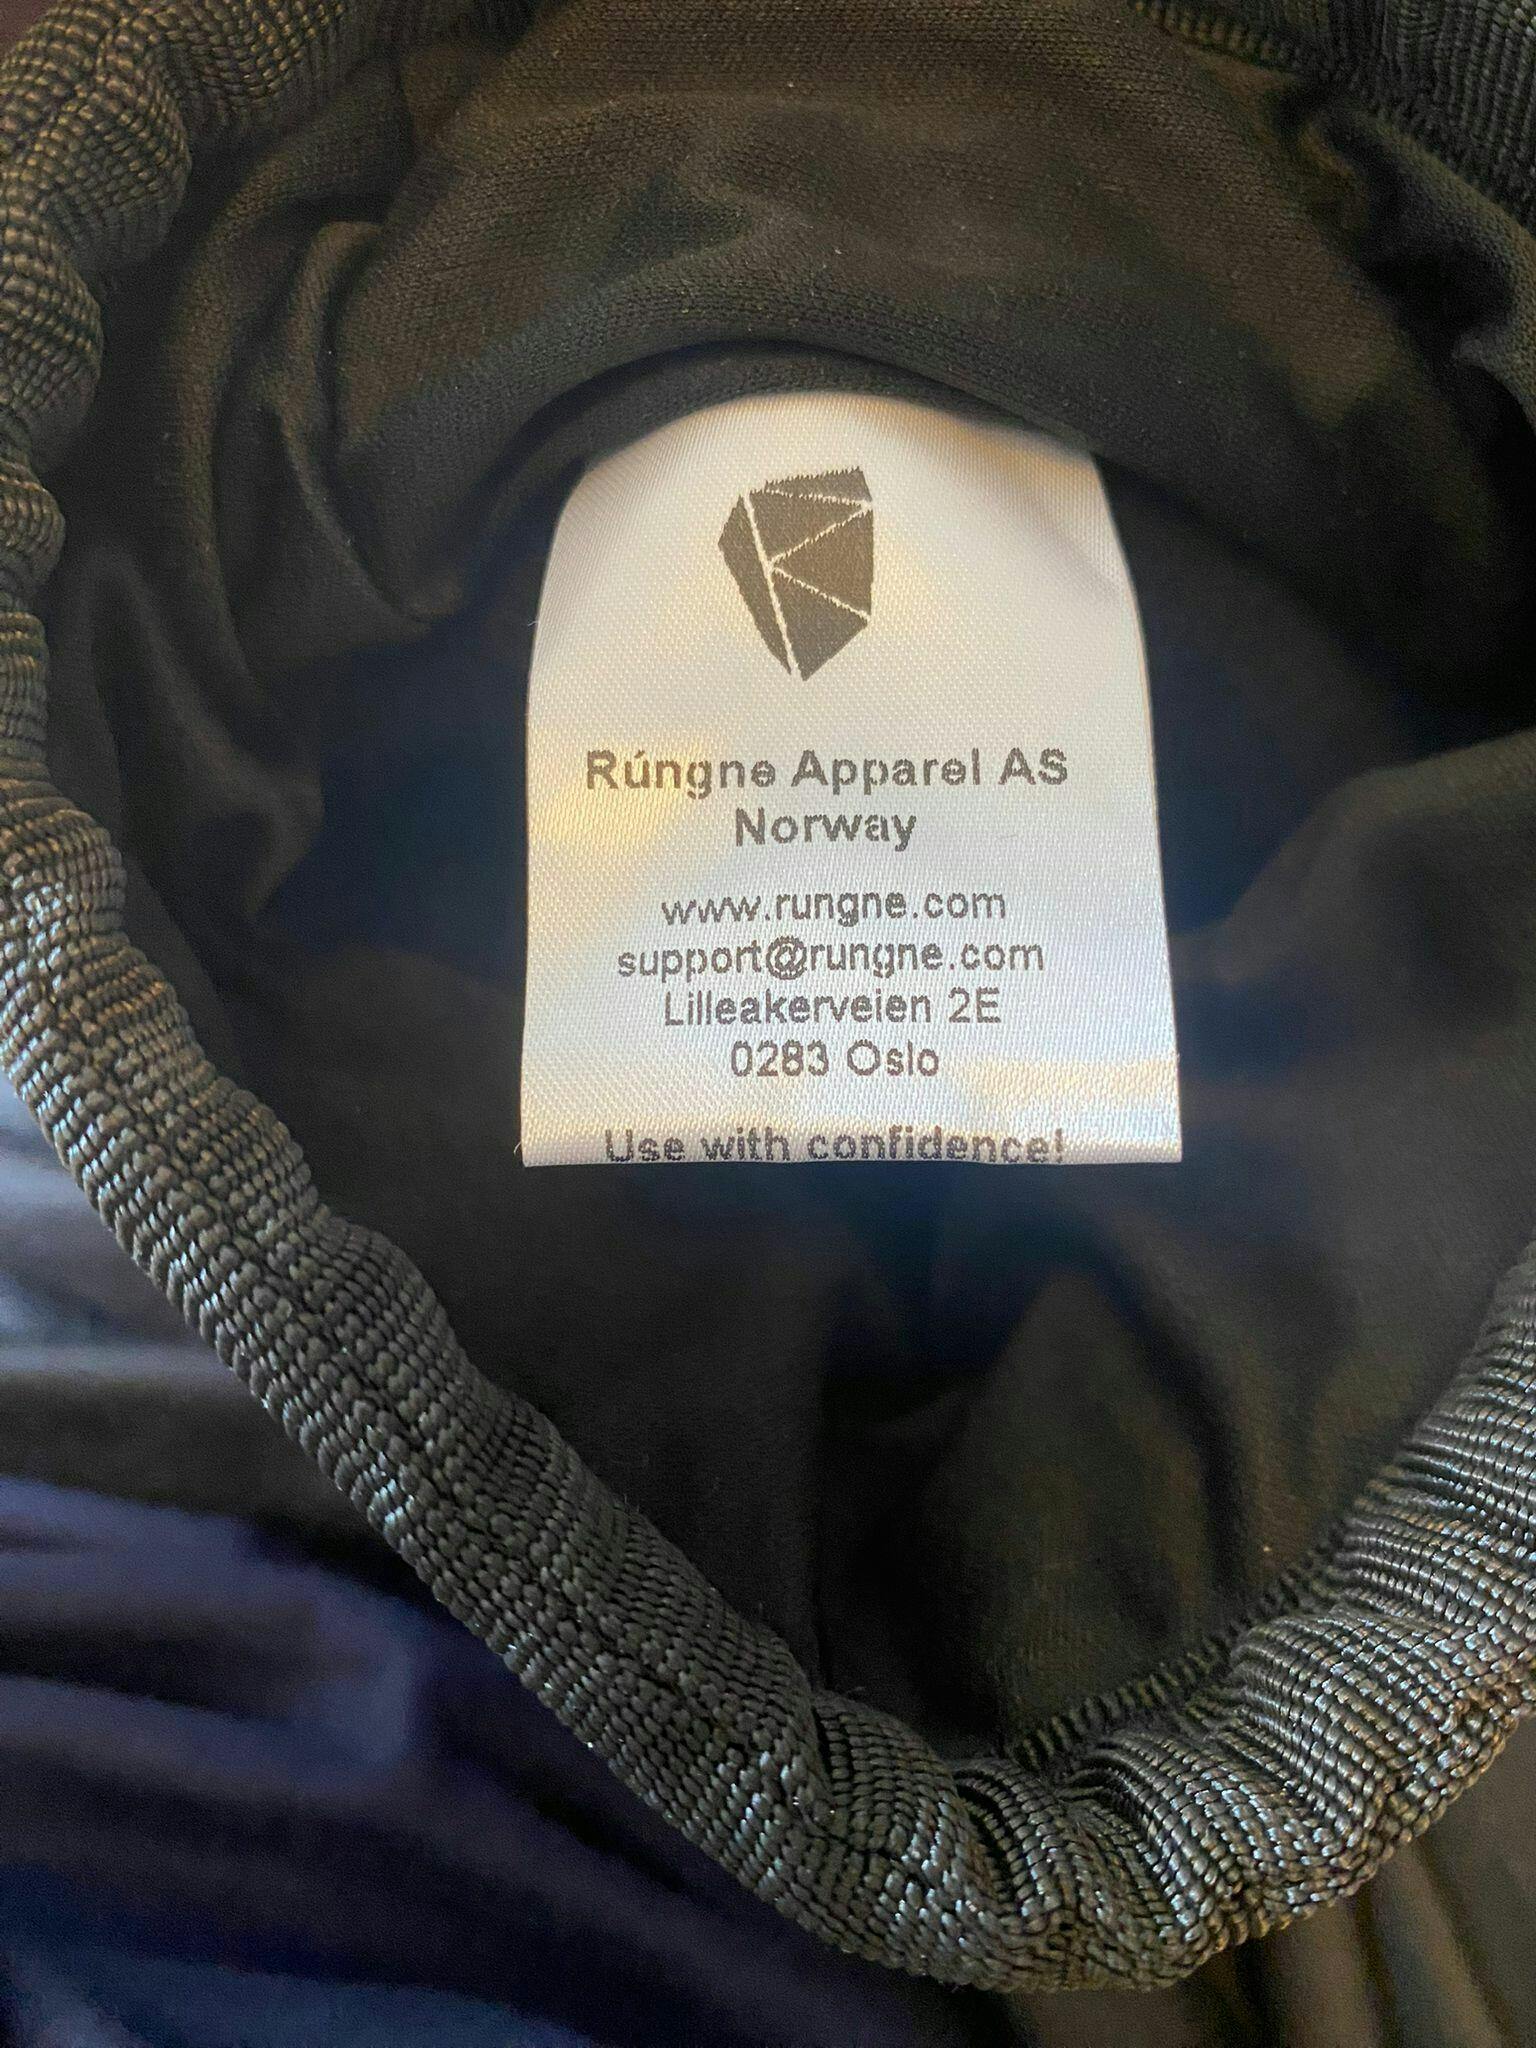 Rúngne Apparel AS
Norway
www.rungne.com
support@rungne.com
Lilleakerveien 2E
0283 Oslo
Use with confidence!